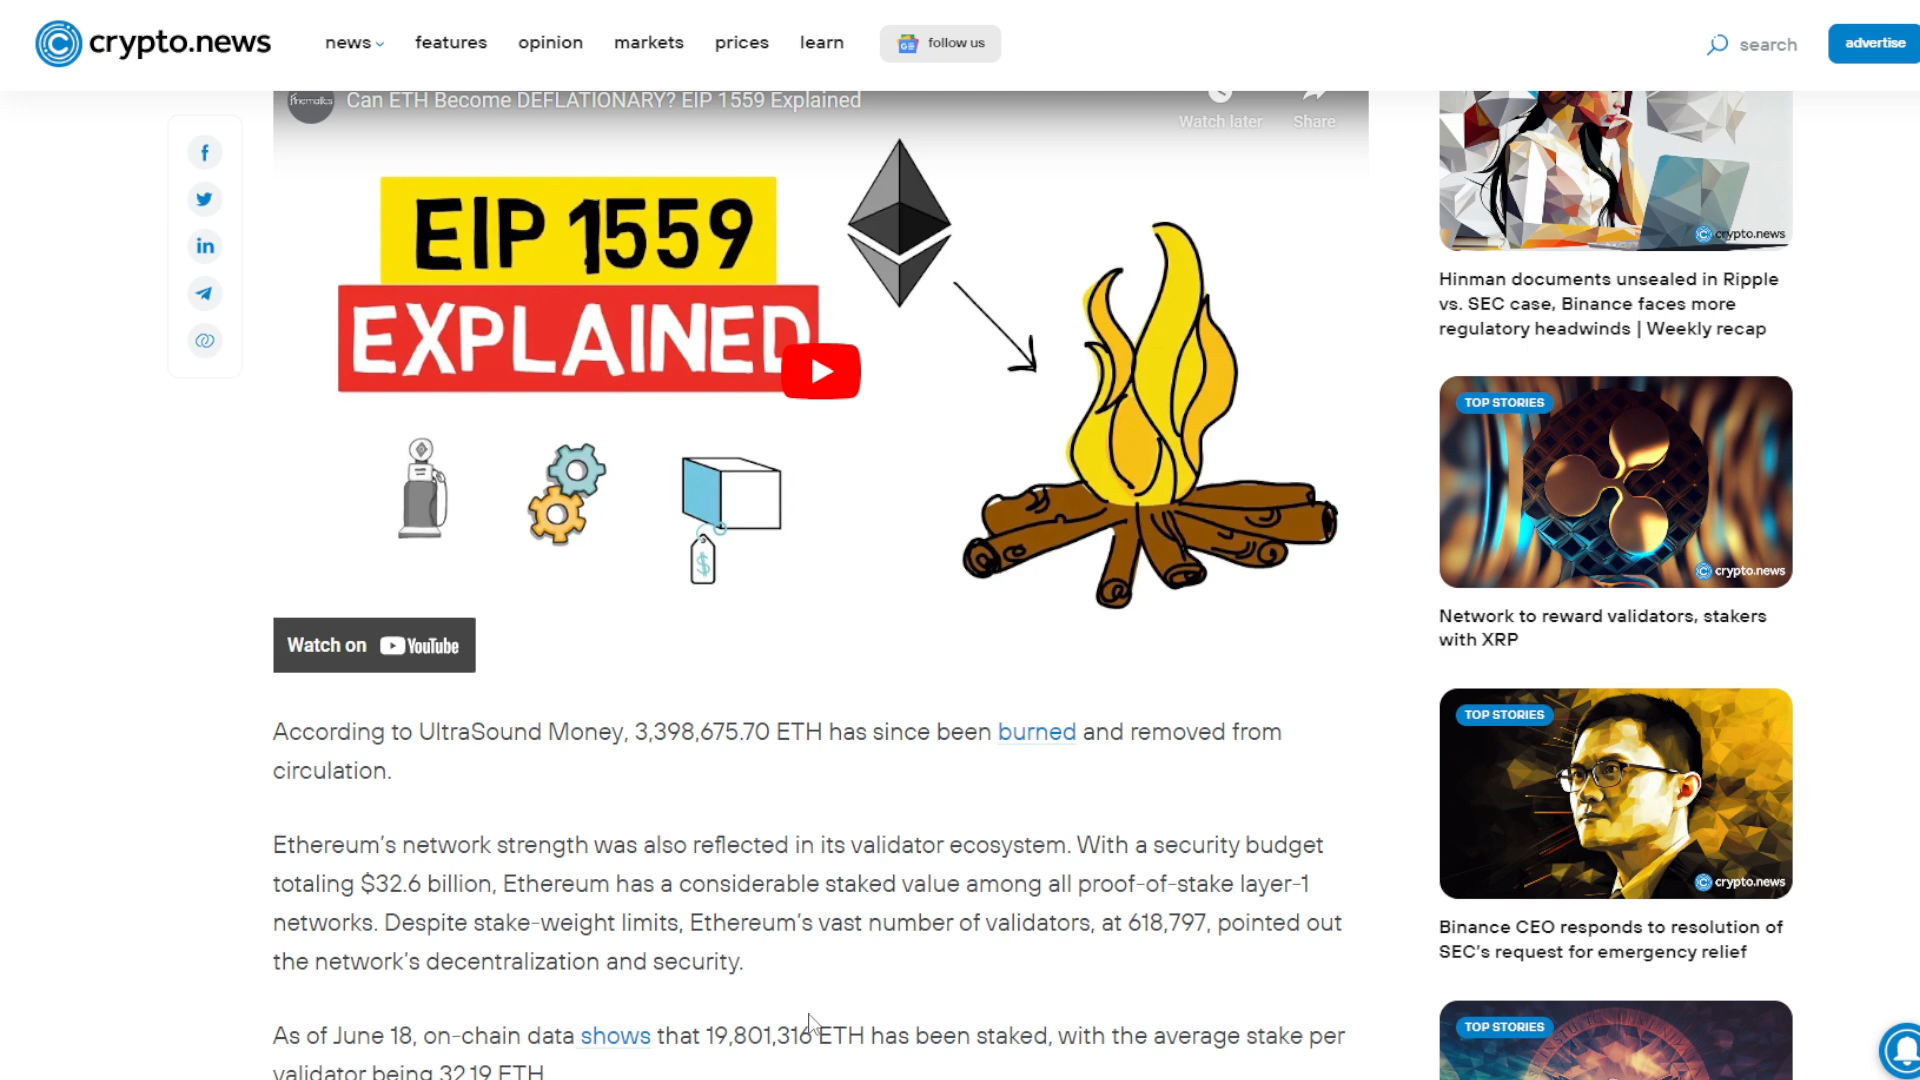 crypto.news
news
features
opinion
markets
prices
learn
follow us
search
advertise
Finematics
Can ETH Become DEFLATIONARY? EIP 1559 Explained
Watch later
Share
EIP 1559
EXPLAINED
$
Watch on YouTube
According to UltraSound Money, 3,398,675.70 ETH has since been burned and removed from
circulation.
Ethereum’s network strength was also reflected in its validator ecosystem. With a security budget
totaling $32.6 billion, Ethereum has a considerable staked value among all proof-of-stake layer-1
networks. Despite stake-weight limits, Ethereum’s vast number of validators, at 618,797, pointed out
the network’s decentralization and security.
As of June 18, on-chain data shows that 19,801,316 ETH has been staked, with the average stake per
validator being 32.19 ETH
crypto.news
Hinman documents unsealed in Ripple
vs. SEC case, Binance faces more
regulatory headwinds | Weekly recap
TOP STORIES
crypto.news
Network to reward validators, stakers
with XRP
TOP STORIES
crypto.news
Binance CEO responds to resolution of
SEC’s request for emergency relief
TOP STORIES